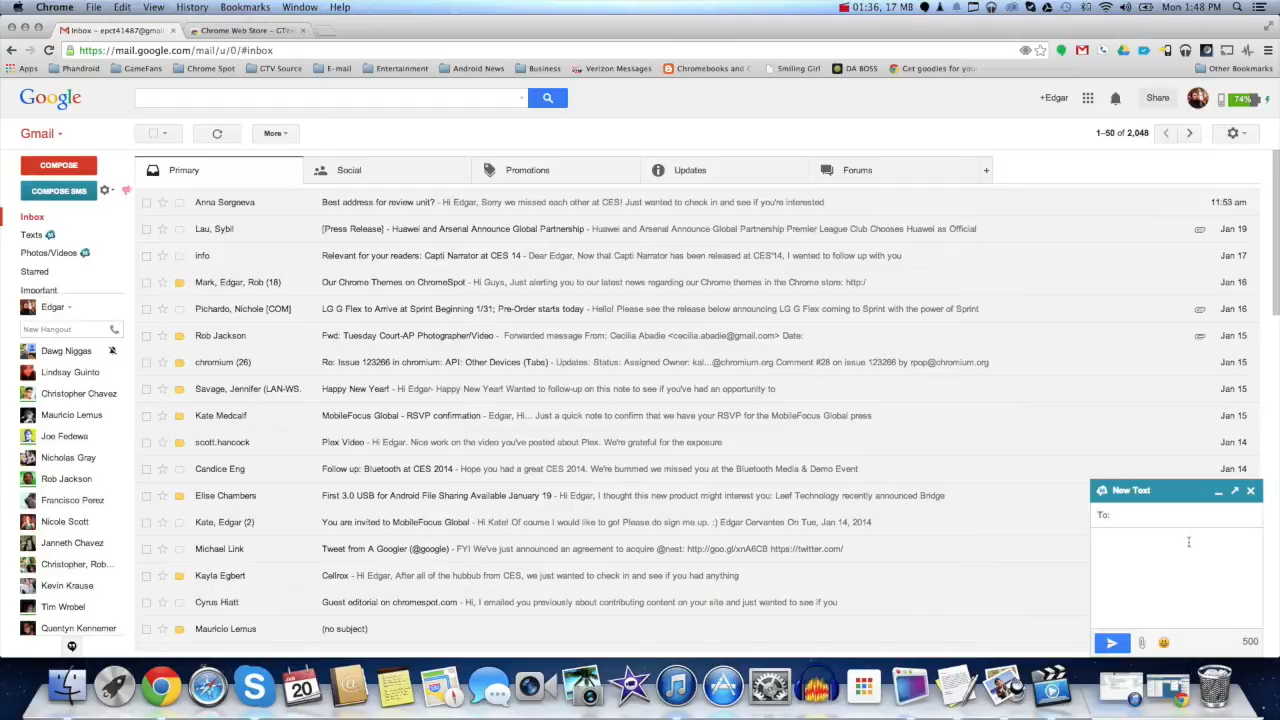 Chrome File Edit View History Bookmarks Window Help 01:36, 17 MB Mon 1:48 PM
Inbox – epct41487@gmail Chrome Web Store – GTex
https://mail.google.com/mail/u/0/#inbox
Apps Phandroid GameFans Chrome Spot GTV Source E-mail Entertainment Android News Business Verizon Messages Chromebooks and C Smiling Girl DA BOSS Get goodies for you Other Bookmarks
Google +Edgar Share 74%
Gmail More 1–50 of 2,048
COMPOSE
COMPOSE SMS
Inbox
Texts
Photos/Videos
Starred
Important
Edgar
New Hangout
Dawg Niggas
Lindsay Guinto
Christopher Chavez
Mauricio Lemus
Joe Fedewa
Nicholas Gray
Rob Jackson
Francisco Perez
Nicole Scott
Janneth Chavez
Christopher, Rob...
Kevin Krause
Tim Wrobel
Quentyn Kennemer
Primary Social Promotions Updates Forums +
Anna Sergeeva Best address for review unit? - Hi Edgar, Sorry we missed each other at CES! Just wanted to check in and see if you're interested 11:53 am
Lau, Sybil [Press Release] - Huawei and Arsenal Announce Global Partnership - Huawei and Arsenal Announce Global Partnership Premier League Club Chooses Huawei as Official Jan 19
info Relevant for your readers: Capti Narrator at CES 14 - Dear Edgar, Now that Capti Narrator has been released at CES'14, I wanted to follow up with you Jan 17
Mark, Edgar, Rob (18) Our Chrome Themes on ChromeSpot - Hi Guys, Just alerting you to our latest news regarding our Chrome themes in the Chrome store: http:/ Jan 16
Pichardo, Nichole [COM] LG G Flex to Arrive at Sprint Beginning 1/31; Pre-Order starts today - Hello! Please see the release below announcing LG G Flex coming to Sprint with the power of Sprint Jan 16
Rob Jackson Fwd: Tuesday Court-AP Photographer/Video - Forwarded message From: Cecilia Abadie <cecilia.abadie@gmail.com> Date: Jan 15
chromium (26) Re: Issue 123266 in chromium: API: Other Devices (Tabs) - Updates: Status: Assigned Owner: kal...@chromium.org Comment #28 on issue 123266 by rpop@chromium.org Jan 15
Savage, Jennifer (LAN-WS. Happy New Year! - Hi Edgar- Happy New Year! Wanted to follow-up on this note to see if you've had an opportunity to Jan 15
Kate Medcalf MobileFocus Global - RSVP confirmation - Edgar, Hi... Just a quick note to confirm that we have your RSVP for the MobileFocus Global press Jan 15
scott.hancock Plex Video - Hi Edgar. Nice work on the video you've posted about Plex. We're grateful for the exposure Jan 14
Candice Eng Follow up: Bluetooth at CES 2014 - Hope you had a great CES 2014. We're bummed we missed you at the Bluetooth Media & Demo Event Jan 14
Elise Chambers First 3.0 USB for Android File Sharing Available January 19 - Hi Edgar, I thought this new product might interest you: Leef Technology recently announced Bridge
Kate, Edgar (2) You are invited to MobileFocus Global - Hi Kate! Of course I would like to go! Please do sign me up. :) Edgar Cervantes On Tue, Jan 14, 2014
Michael Link Tweet from A Googler (@google) - FYI We've just announced an agreement to acquire @nest: http://goo.gl/xnA6CB https://twitter.com/
Kayla Egbert Cellrox - Hi Edgar, After all of the hubbub from CES, we just wanted to check in and see if you had anything
Cyrus Hiatt Guest editorial on chromespot.com - Hi, I emailed you previously about contributing content on your site and just wanted to see if you
Mauricio Lemus (no subject)
New Text
To:
500
JAN
20